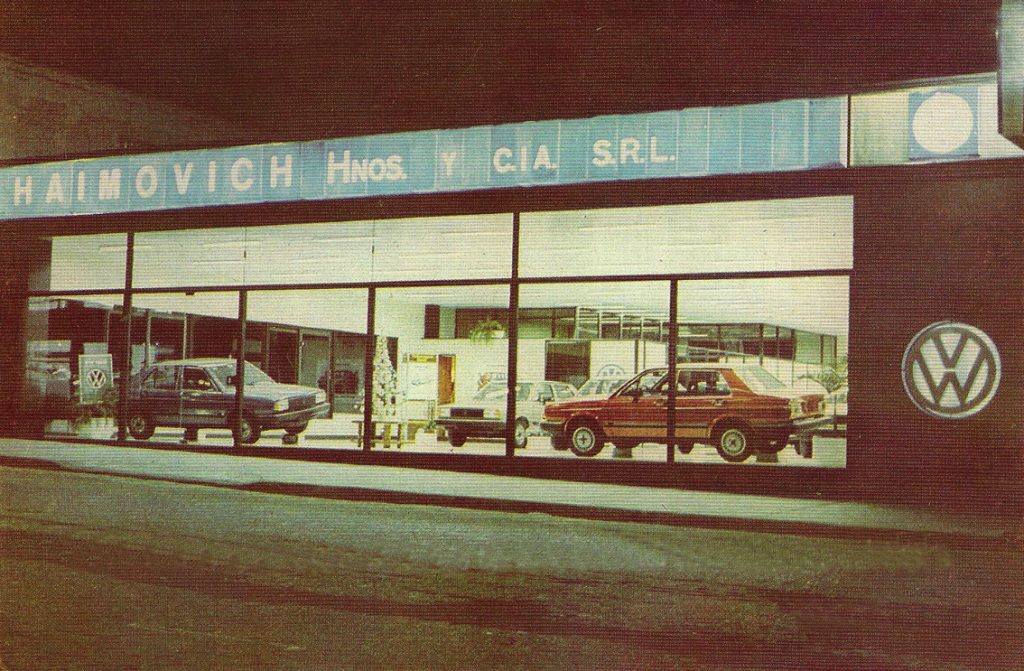 HAIMOVICH HNOS. Y CIA. S.R.L.